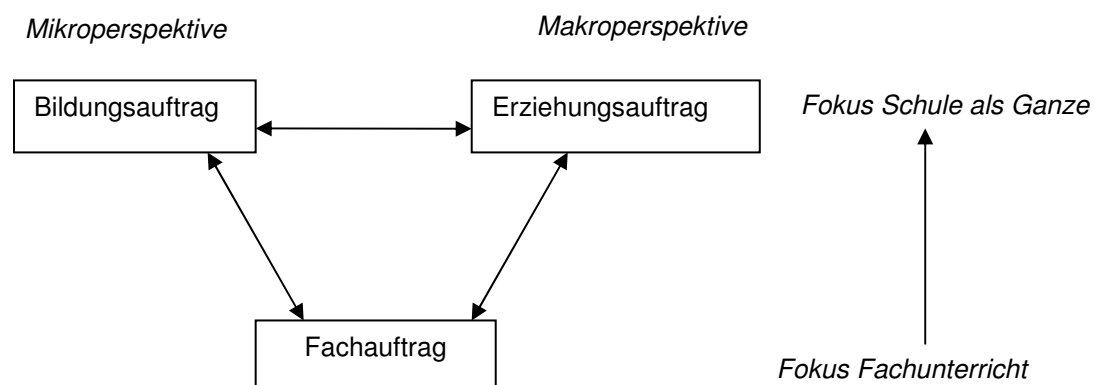 Mikroperspektive
Makroperspektive
Bildungsauftrag
Erziehungsauftrag
Fokus Schule als Ganze
Fachauftrag
Fokus Fachunterricht